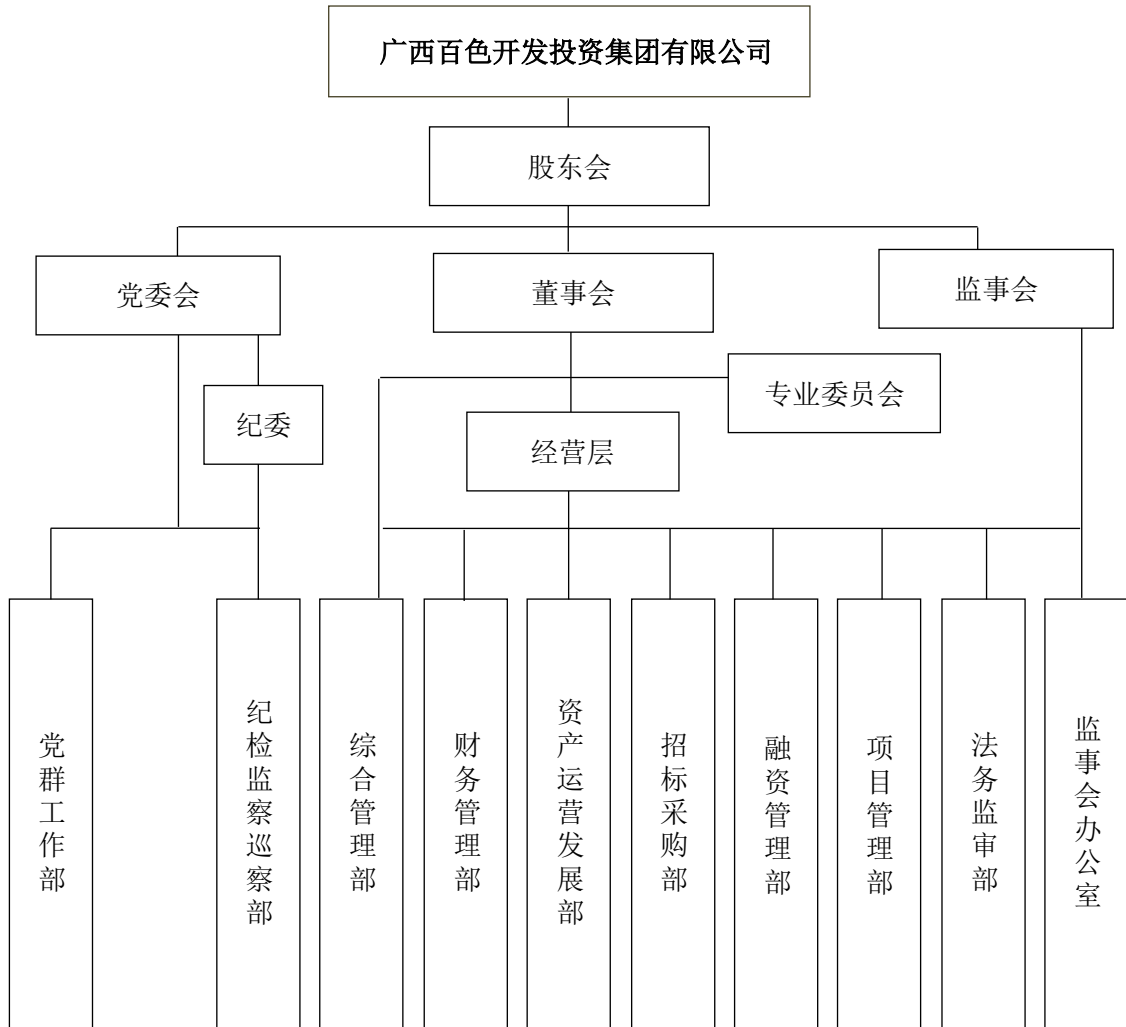 广西百色开发投资集团有限公司
股东会
党委会
董事会
监事会
专业委员会
纪委
经营层
党群工作部
纪检监察巡察部
综合管理部
财务管理部
资产运营发展部
招标采购部
融资管理部
项目管理部
法务监审部
监事会办公室